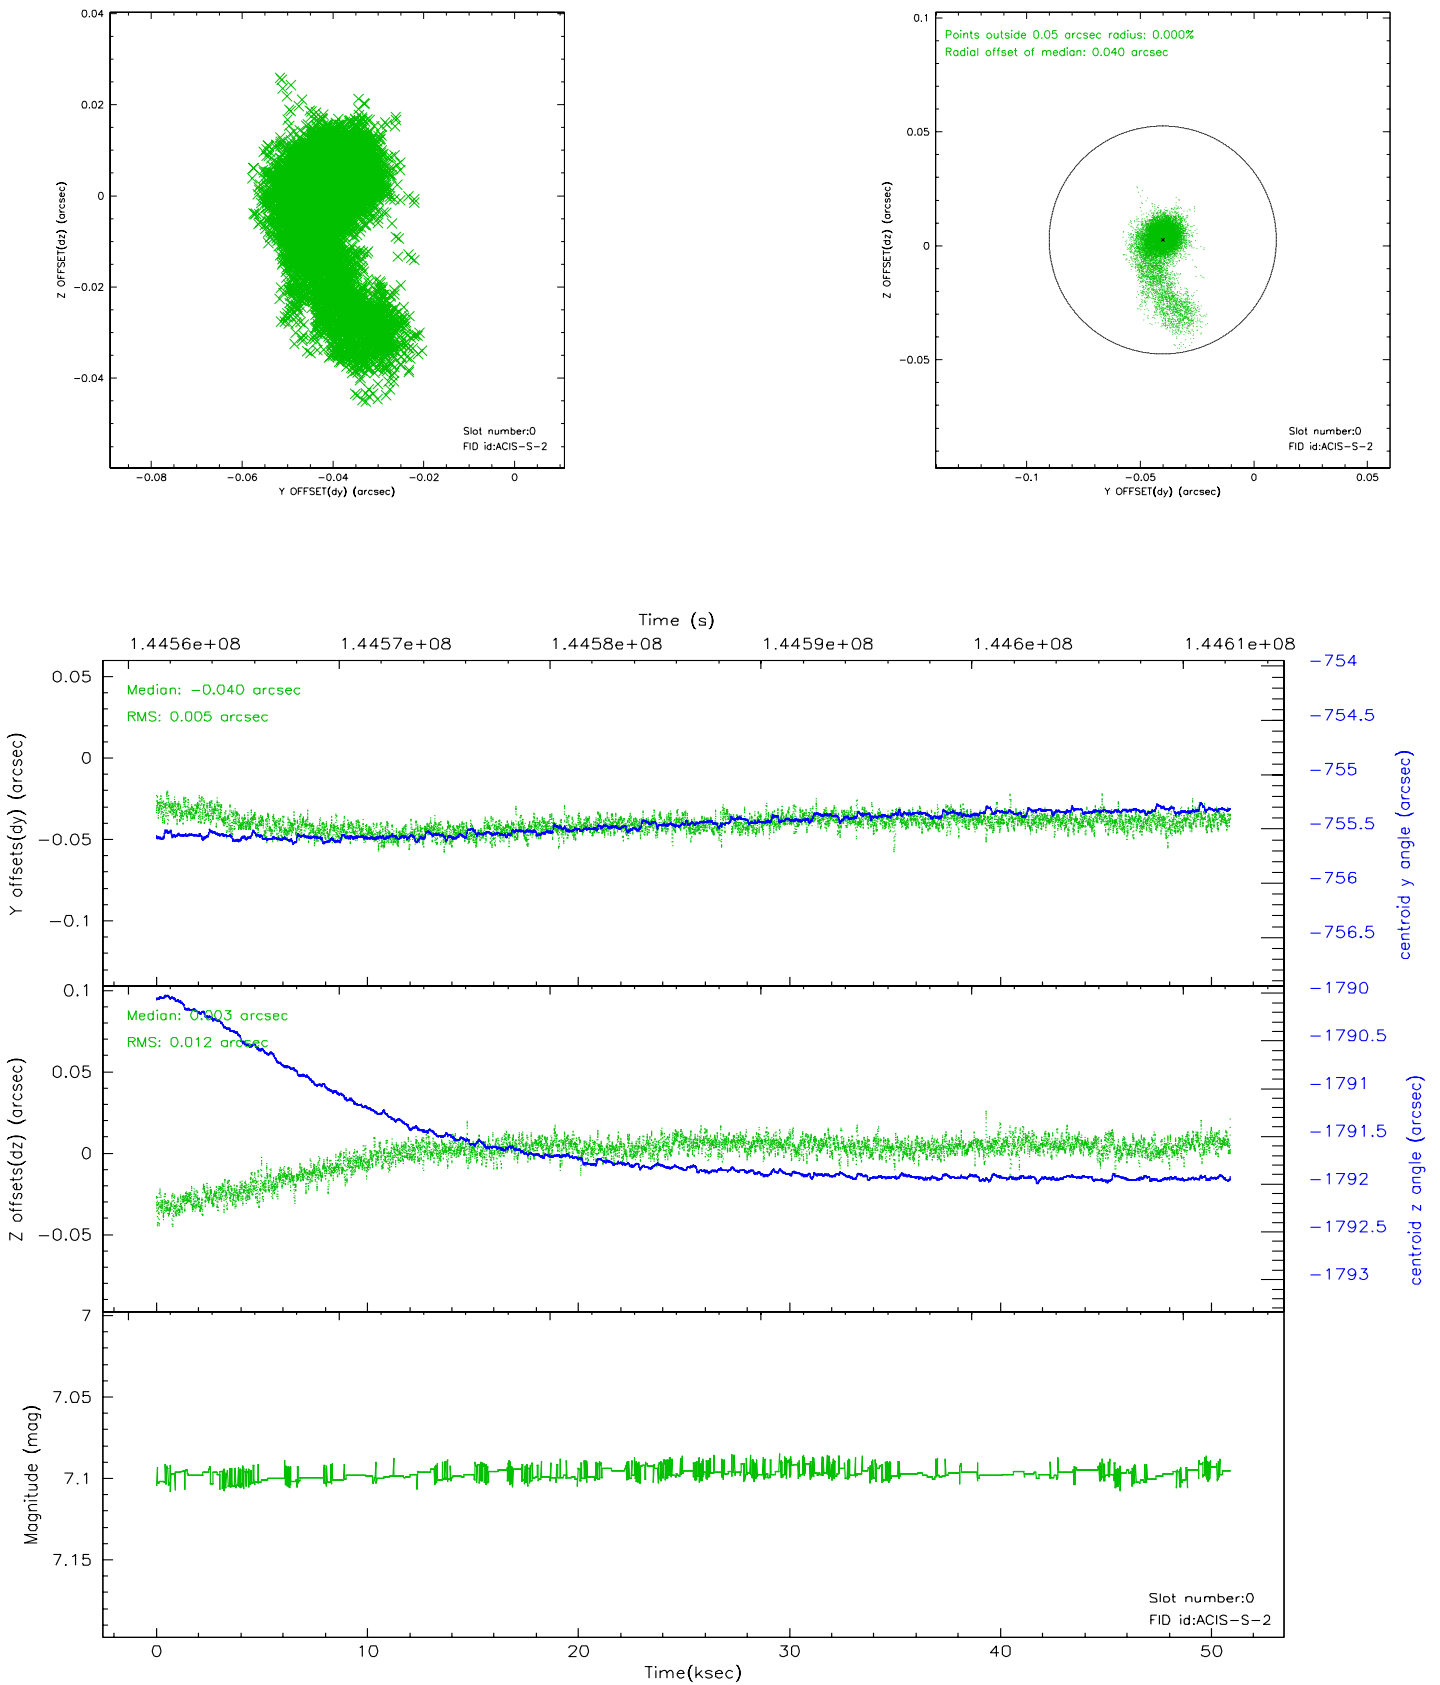 0.04
0.02
0
−0.02
−0.04
Z OFFSET(dz) (arcsec)
−0.08
−0.06
−0.04
−0.02
0
Y OFFSET(dy) (arcsec)
Slot number:0
FID id:ACIS−S−2
Points outside 0.05 arcsec radius: 0.000%
Radial offset of median: 0.040 arcsec
0.1
0.05
0
−0.05
Z OFFSET(dz) (arcsec)
−0.1
−0.05
0
0.05
Y OFFSET(dy) (arcsec)
Slot number:0
FID id:ACIS−S−2
Time (s)
1.4456e+08
1.4457e+08
1.4458e+08
1.4459e+08
1.446e+08
1.4461e+08
0.05
0
−0.05
−0.1
Y offsets(dy) (arcsec)
Median: −0.040 arcsec
RMS: 0.005 arcsec
−754
−754.5
−755
−755.5
−756
−756.5
centroid y angle (arcsec)
0.1
0.05
0
−0.05
Z offsets(dz) (arcsec)
Median: 0.003 arcsec
RMS: 0.012 arcsec
−1790
−1790.5
−1791
−1791.5
−1792
−1792.5
−1793
centroid z angle (arcsec)
7
7.05
7.1
7.15
Magnitude (mag)
Slot number:0
FID id:ACIS−S−2
0
10
20
30
40
50
Time(ksec)